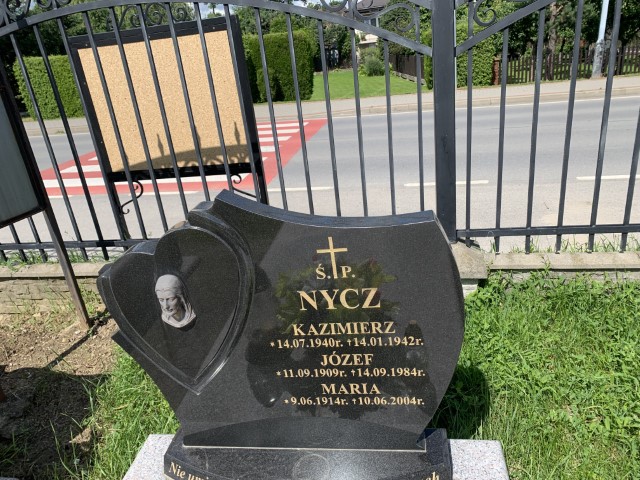 Ś.P.
NYCZ
KAZIMIERZ
*14.07.1940r. +14.01.1942r.
JÓZEF
*11.09.1909r. +14.09.1984r.
MARIA
*9.06.1914r. +10.06.2004r.
Nie